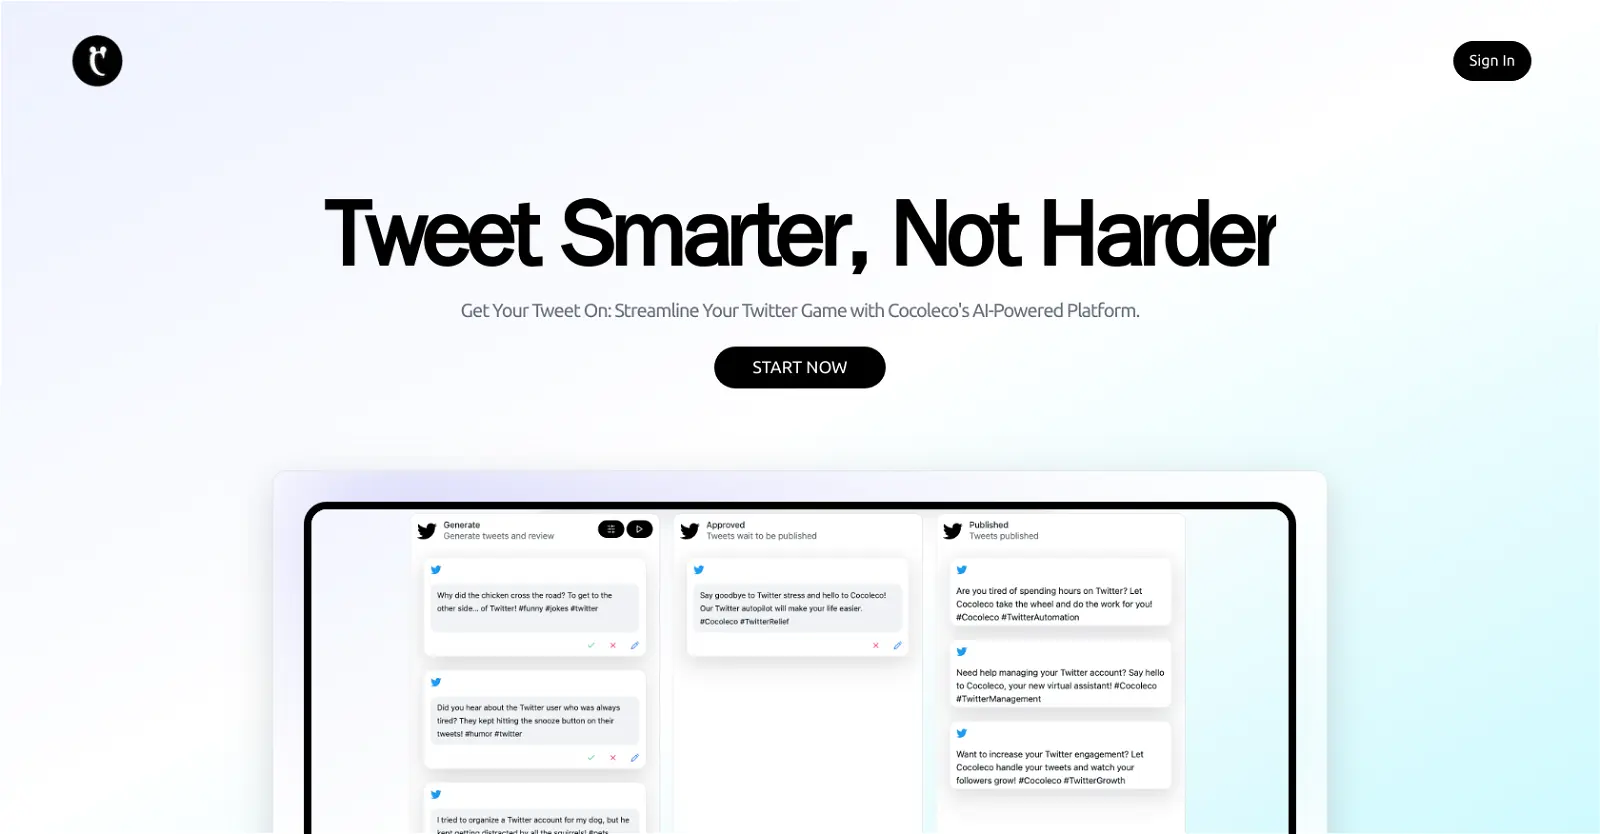 Sign In
Tweet Smarter, Not Harder
Get Your Tweet On: Streamline Your Twitter Game with Cocoleco's AI-Powered Platform.
START NOW
Generate
Generate tweets and review
Why did the chicken cross the road? To get to the
other side... of Twitter! #funny #jokes #twitter
Did you hear about the Twitter user who was always
tired? They kept hitting the snooze button on their
tweets! #humor #twitter
I tried to organize a Twitter account for my dog, but he
kept getting distracted by all the squirrels! #pets
Approved
Tweets wait to be published
Say goodbye to Twitter stress and hello to Cocoleco!
Our Twitter autopilot will make your life easier.
#Cocoleco #TwitterRelief
Published
Tweets published
Are you tired of spending hours on Twitter? Let
Cocoleco take the wheel and do the work for you!
#Cocoleco #TwitterAutomation
Need help managing your Twitter account? Say hello
to Cocoleco, your new virtual assistant! #Cocoleco
#TwitterManagement
Want to increase your Twitter engagement? Let
Cocoleco handle your tweets and watch your
followers grow! #Cocoleco #TwitterGrowth